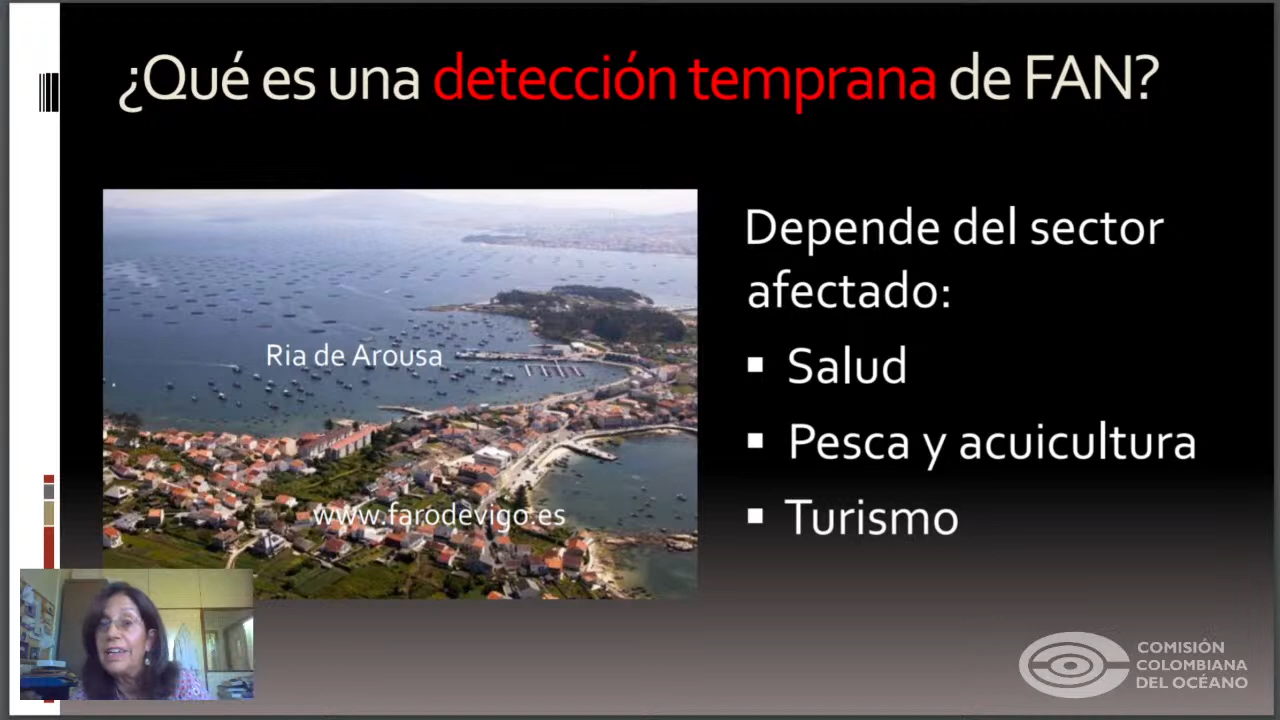 ¿Qué es una detección temprana de FAN?
Ria de Arousa
www.farodevigo.es
Depende del sector
afectado:
▪ Salud
▪ Pesca y acuicultura
▪ Turismo
COMISIÓN
COLOMBIANA
DEL OCÉANO